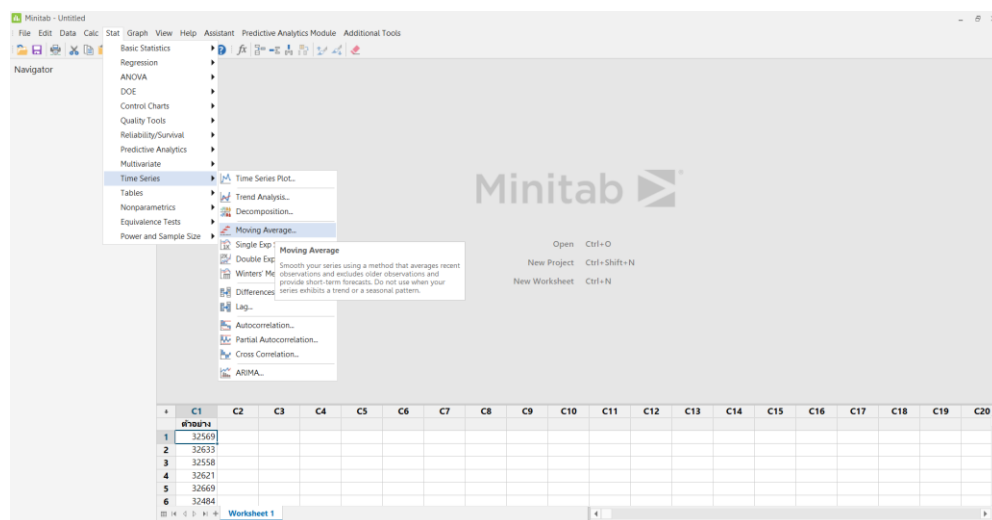 Minitab - Untitled
File Edit Data Calc Stat Graph View Help Assistant Predictive Analytics Module Additional Tools
Navigator
Basic Statistics
Regression
ANOVA
DOE
Control Charts
Quality Tools
Reliability/Survival
Predictive Analytics
Multivariate
Time Series
Tables
Nonparametrics
Equivalence Tests
Power and Sample Size
Time Series Plot...
Trend Analysis...
Decomposition...
Moving Average...
Single Exp
Double Exp
Winters' Me
Differences
Lag...
Autocorrelation...
Partial Autocorrelation...
Cross Correlation...
ARIMA...
Moving Average
Smooth your series using a method that averages recent
observations and excludes older observations and
provide short-term forecasts. Do not use when your
series exhibits a trend or a seasonal pattern.
Minitab
Open Ctrl+O
New Project Ctrl+Shift+N
New Worksheet Ctrl+N
C1 C2 C3 C4 C5 C6 C7 C8 C9 C10 C11 C12 C13 C14 C15 C16 C17 C18 C19 C20
ตัวอย่าง
1 32569
2 32633
3 32558
4 32621
5 32669
6 32484
Worksheet 1